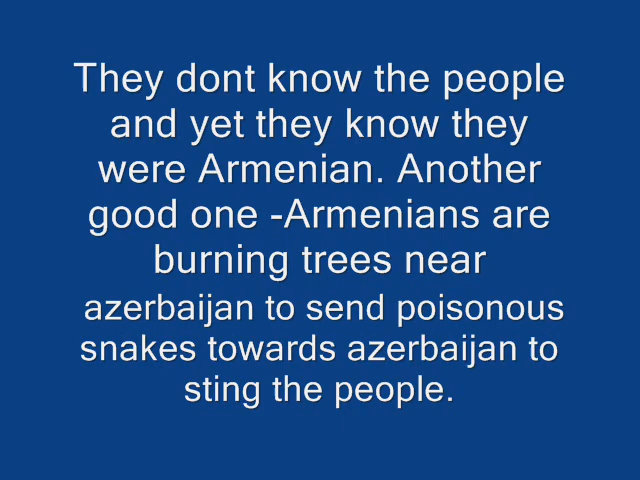 They dont know the people
and yet they know they
were Armenian. Another
good one -Armenians are
burning trees near
azerbaijan to send poisonous
snakes towards azerbaijan to
sting the people.